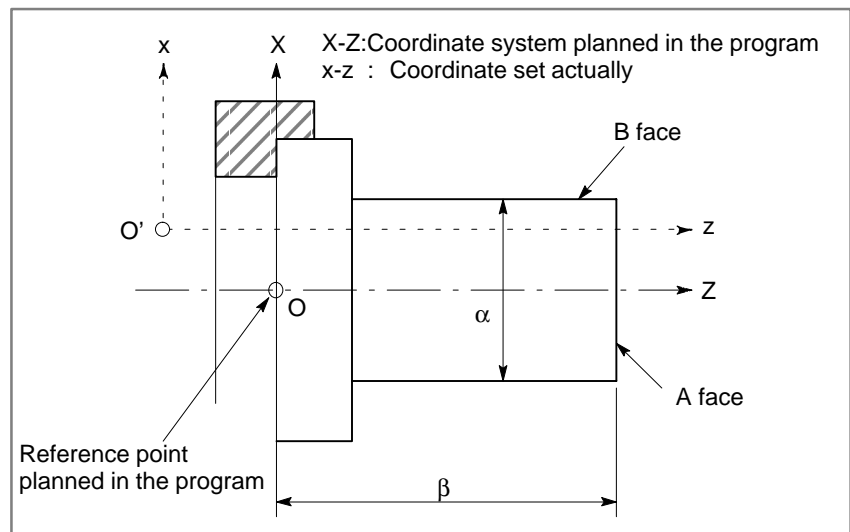 x
X
X-Z:Coordinate system planned in the program
x-z : Coordinate set actually
B face
O’
z
O
Z
α
A face
Reference point
planned in the program
β